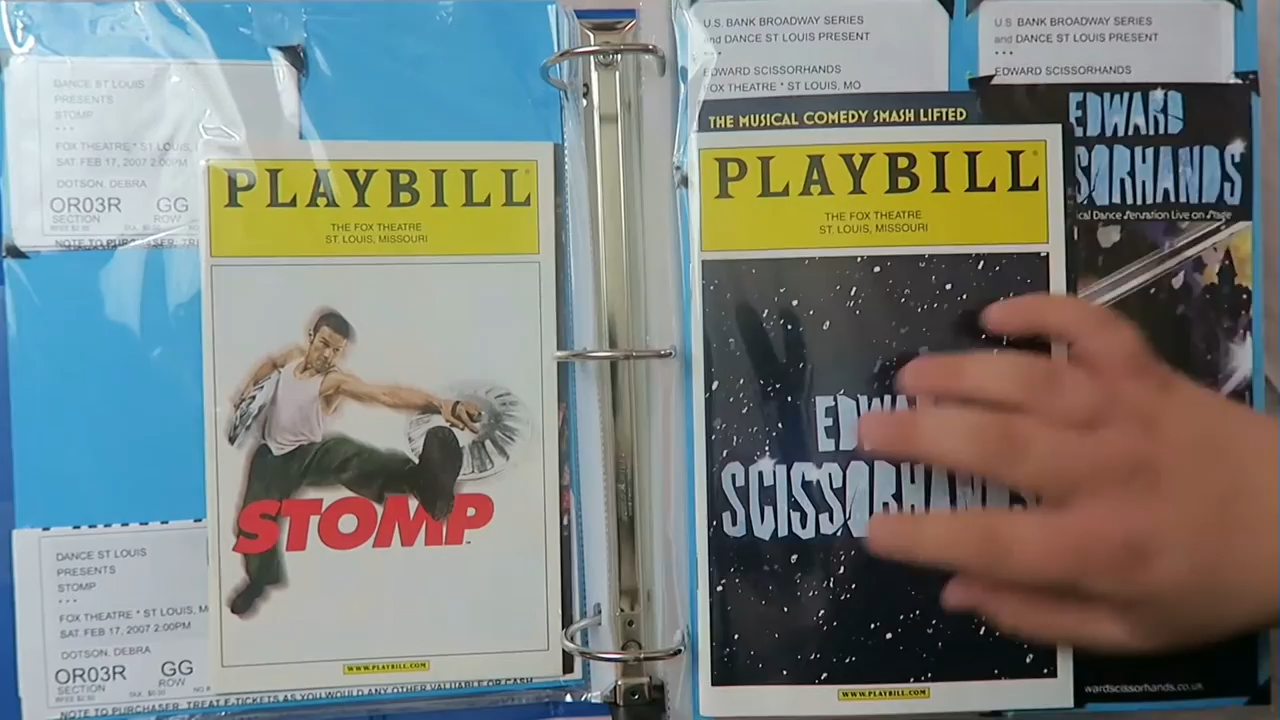 DANCE ST LOUIS
PRESENTS
STOMP
* * *
FOX THEATRE * ST LOUIS,
SAT. FEB 17, 2007 2:00PM
DOTSON, DEBRA
OR03R GG
SECTION ROW
NOTE TO PURCHASER, TRE
PLAYBILL
THE FOX THEATRE
ST. LOUIS, MISSOURI
STOMP
WWW.PLAYBILL.COM
DANCE ST LOUIS
PRESENTS
STOMP
* * *
FOX THEATRE * ST LOUIS, M
SAT. FEB 17, 2007 2:00PM
DOTSON, DEBRA
OR03R GG
SECTION ROW
NOTE TO PURCHASER, TREAT E-TICKETS AS YOU WOULD ANY OTHER VALUABLE OR CASH
U.S. BANK BROADWAY SERIES
and DANCE ST LOUIS PRESENT
* * *
EDWARD SCISSORHANDS
FOX THEATRE * ST LOUIS, MO
U.S. BANK BROADWAY SERIES
and DANCE ST LOUIS PRESENT
* * *
EDWARD SCISSORHANDS
THE MUSICAL COMEDY SMASH LIFTED
PLAYBILL®
THE FOX THEATRE
ST. LOUIS, MISSOURI
EDW
SCISSORHANDS
WWW.PLAYBILL.COM
EDWARD
SORHANDS
ical Dance Sensation Live on Stage
wardscissorhands.co.uk